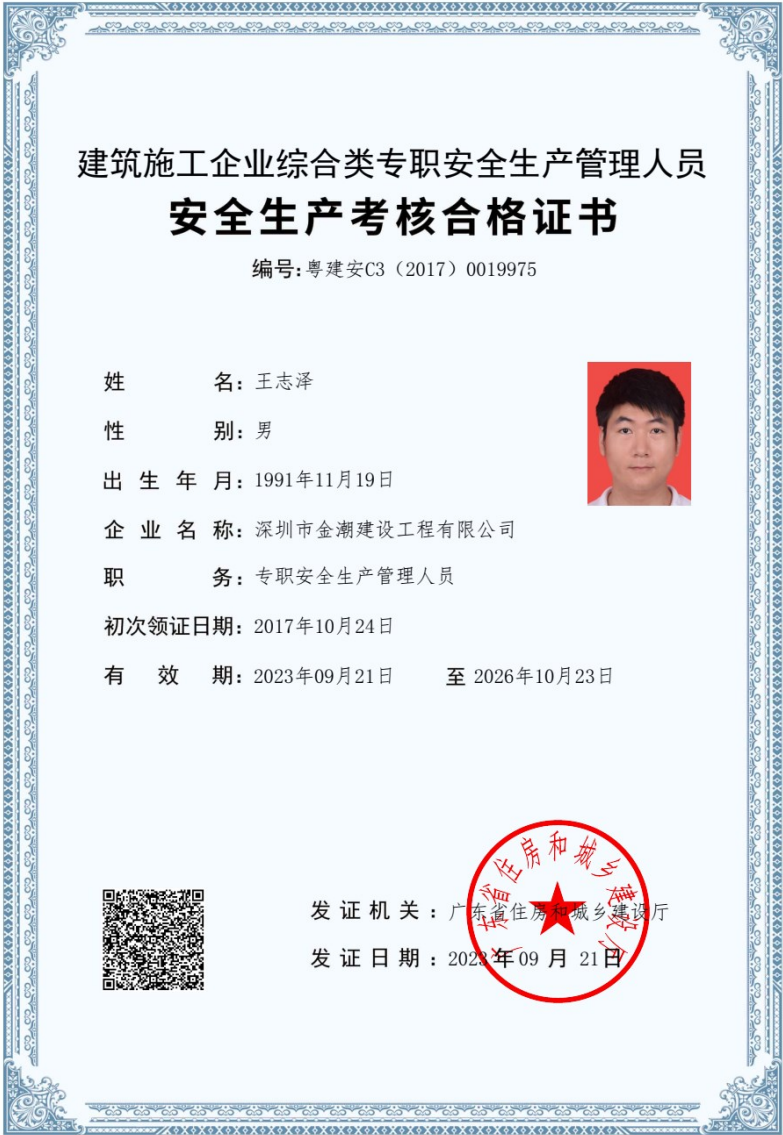 建筑施工企业综合类专职安全生产管理人员
安全生产考核合格证书
编号:粤建安C3（2017）0019975
姓 名：王志泽
性 别：男
出 生 年 月：1991年11月19日
企 业 名 称：深圳市金潮建设工程有限公司
职 务：专职安全生产管理人员
初次领证日期：2017年10月24日
有 效 期：2023年09月21日 至 2026年10月23日
广东省住房和城乡建设厅
发 证 机 关 ：广东省住房和城乡建设厅
发 证 日 期 ：2023 年 09 月 21 日